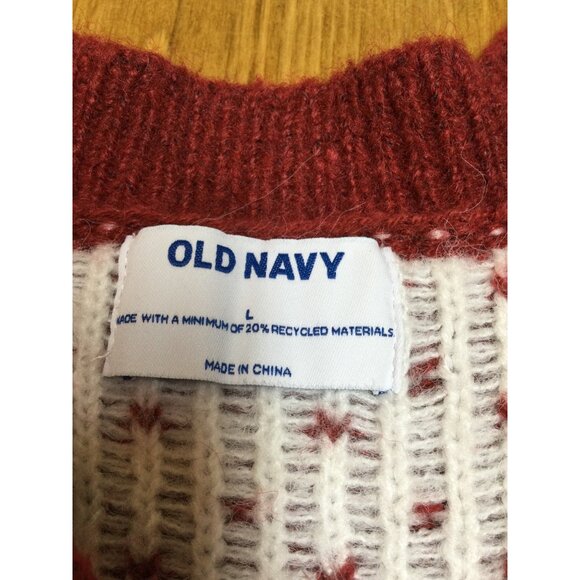 OLD NAVY
L
MADE WITH A MINIMUM OF 20% RECYCLED MATERIALS
MADE IN CHINA